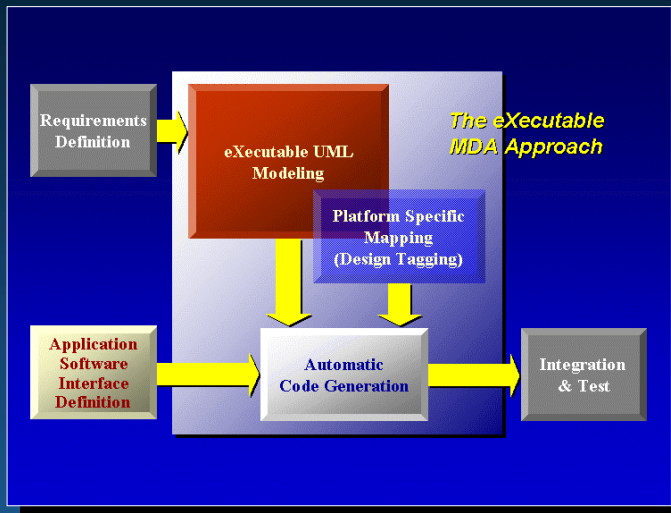 The eXecutable
MDA Approach
Requirements
Definition
eXecutable UML
Modeling
Platform Specific
Mapping
(Design Tagging)
Application
Software
Interface
Definition
Automatic
Code Generation
Integration
& Test